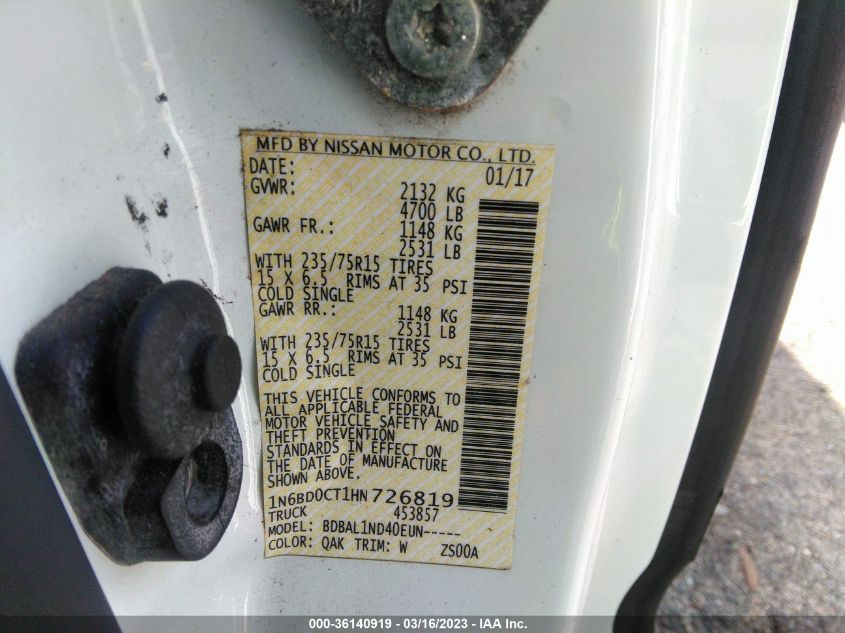 MFD BY NISSAN MOTOR CO., LTD.
DATE: 01/17
GVWR: 2132 KG
4700 LB
GAWR FR.: 1148 KG
2531 LB
WITH 235/75R15 TIRES
15 X 6.5 RIMS AT 35 PSI
COLD SINGLE
GAWR RR.: 1148 KG
2531 LB
WITH 235/75R15 TIRES
15 X 6.5 RIMS AT 35 PSI
COLD SINGLE
THIS VEHICLE CONFORMS TO
ALL APPLICABLE FEDERAL
MOTOR VEHICLE SAFETY AND
THEFT PREVENTION
STANDARDS IN EFFECT ON
THE DATE OF MANUFACTURE
SHOWN ABOVE.
1N6BD0CT1HN726819
TRUCK 453857
MODEL: BDBAL1ND40EUN-----
COLOR: QAK TRIM: W ZS00A
000-36140919 - 03/16/2023 - IAA Inc.